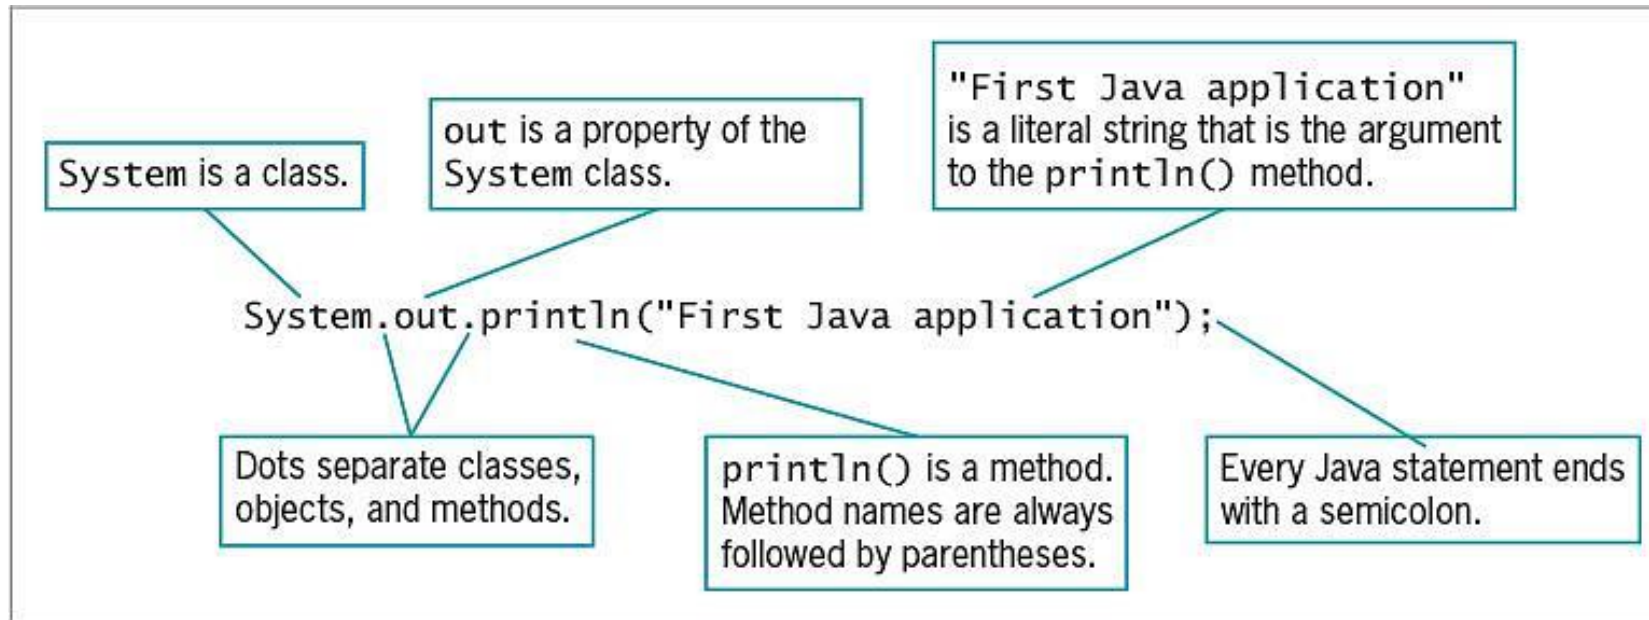 System is a class.
out is a property of the
System class.
"First Java application"
is a literal string that is the argument
to the println() method.
System.out.println("First Java application");
Dots separate classes,
objects, and methods.
println() is a method.
Method names are always
followed by parentheses.
Every Java statement ends
with a semicolon.